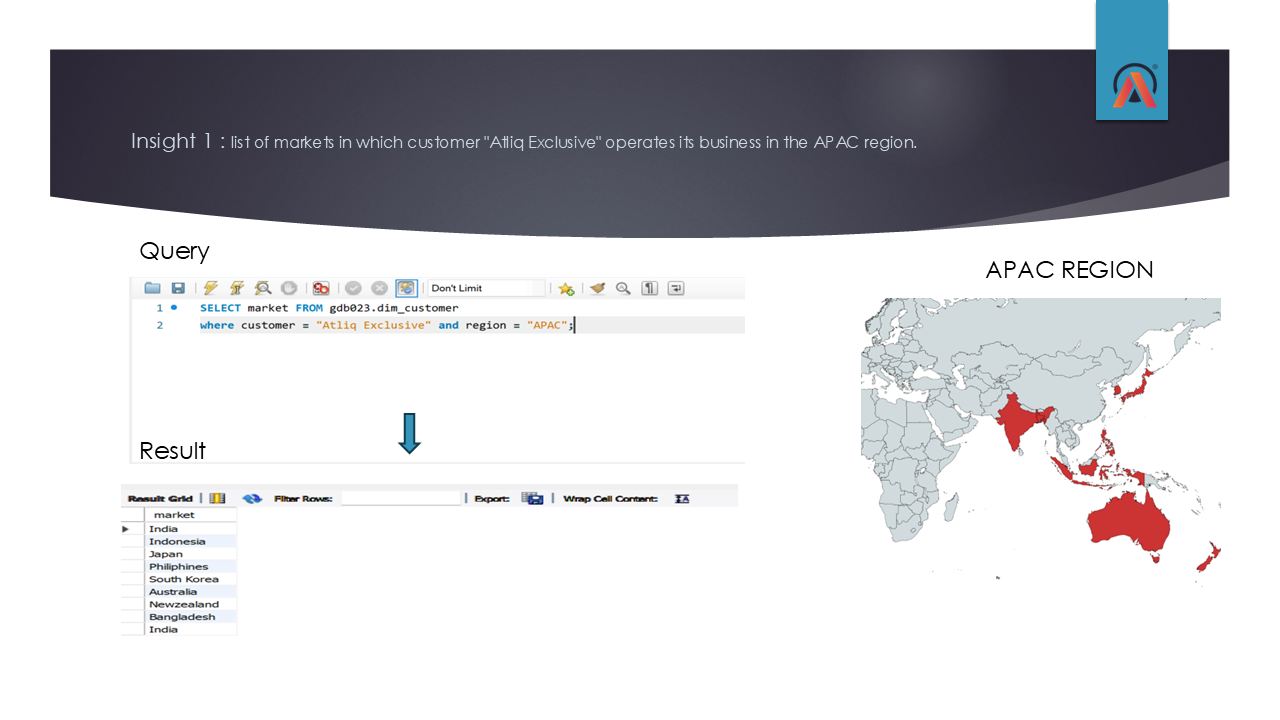 Insight 1 : list of markets in which customer "Atliq Exclusive" operates its business in the APAC region.
Query
Don't Limit
1 SELECT market FROM gdb023.dim_customer
2 where customer = "Atliq Exclusive" and region = "APAC";
Result
Result Grid Filter Rows: Export: Wrap Cell Content:
market
India
Indonesia
Japan
Philiphines
South Korea
Australia
Newzealand
Bangladesh
India
APAC REGION